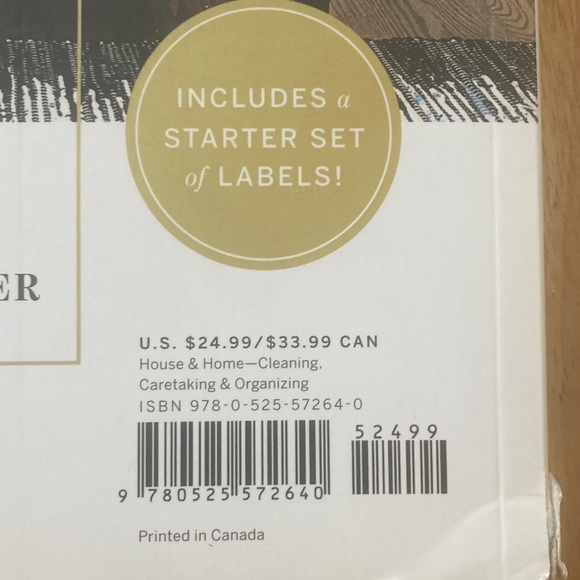 INCLUDES a
STARTER SET
of LABELS!
ER
U.S. $24.99/$33.99 CAN
House & Home—Cleaning,
Caretaking & Organizing
ISBN 978-0-525-57264-0
52499
9 780525 572640
Printed in Canada